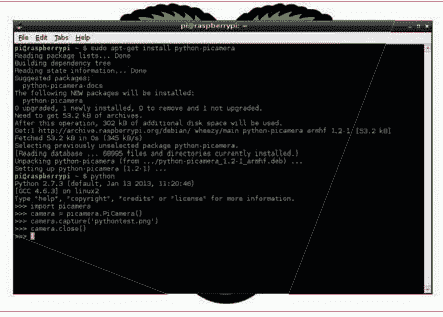 pi@raspberrypi: ~
File Edit Tabs Help
pi@raspberrypi ~ $ sudo apt-get install python-picamera
Reading package lists... Done
Building dependency tree
Reading state information... Done
Suggested packages:
python-picamera-docs
The following NEW packages will be installed:
python-picamera
0 upgraded, 1 newly installed, 0 to remove and 1 not upgraded.
Need to get 53.2 kB of archives.
After this operation, 302 kB of additional disk space will be used.
Get:1 http://archive.raspberrypi.org/debian/ wheezy/main python-picamera armhf 1.2-1 [53.2 kB]
Fetched 53.2 kB in 0s (345 kB/s)
Selecting previously unselected package python-picamera.
(Reading database ... 68995 files and directories currently installed.)
Unpacking python-picamera (from .../python-picamera_1.2-1_armhf.deb) ...
Setting up python-picamera (1.2-1) ...
pi@raspberrypi ~ $ python
Python 2.7.3 (default, Jan 13 2013, 11:20:46)
[GCC 4.6.3] on linux2
Type "help", "copyright", "credits" or "license" for more information.
>>> import picamera
>>> camera = picamera.PiCamera()
>>> camera.capture('pythontest.png')
>>> camera.close()
>>>